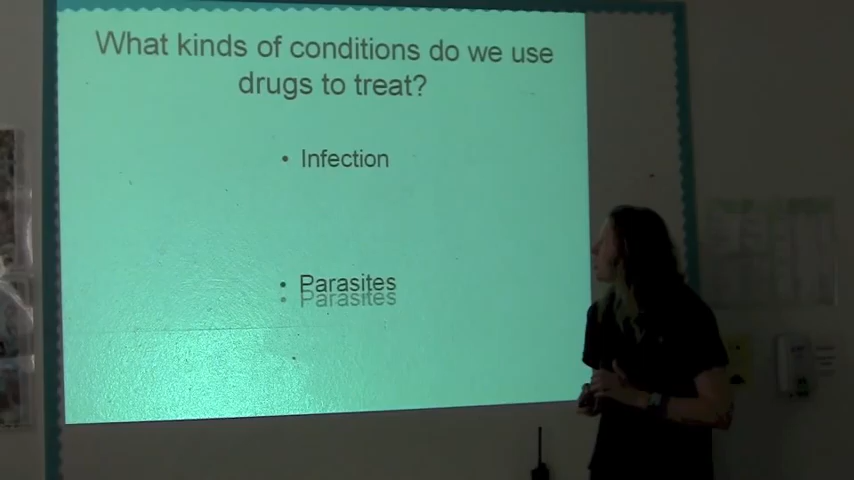 What kinds of conditions do we use
drugs to treat?
• Infection
• Parasites
• Parasites